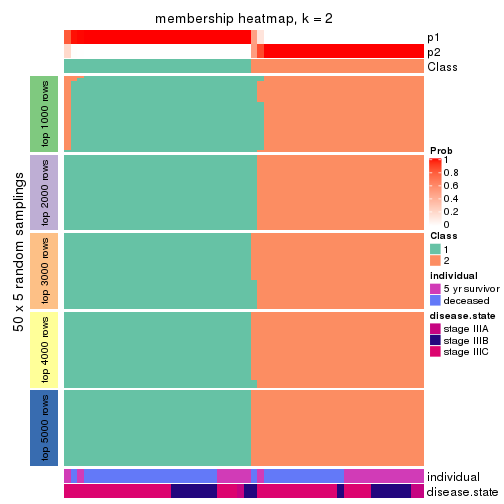 membership heatmap, k = 2
p1
p2
Class
50 x 5 random samplings
top 1000 rows
top 2000 rows
top 3000 rows
top 4000 rows
top 5000 rows
Prob
1
0.8
0.6
0.4
0.2
0
Class
1
2
individual
5 yr survivor
deceased
disease.state
stage IIIA
stage IIIB
stage IIIC
individual
disease.state